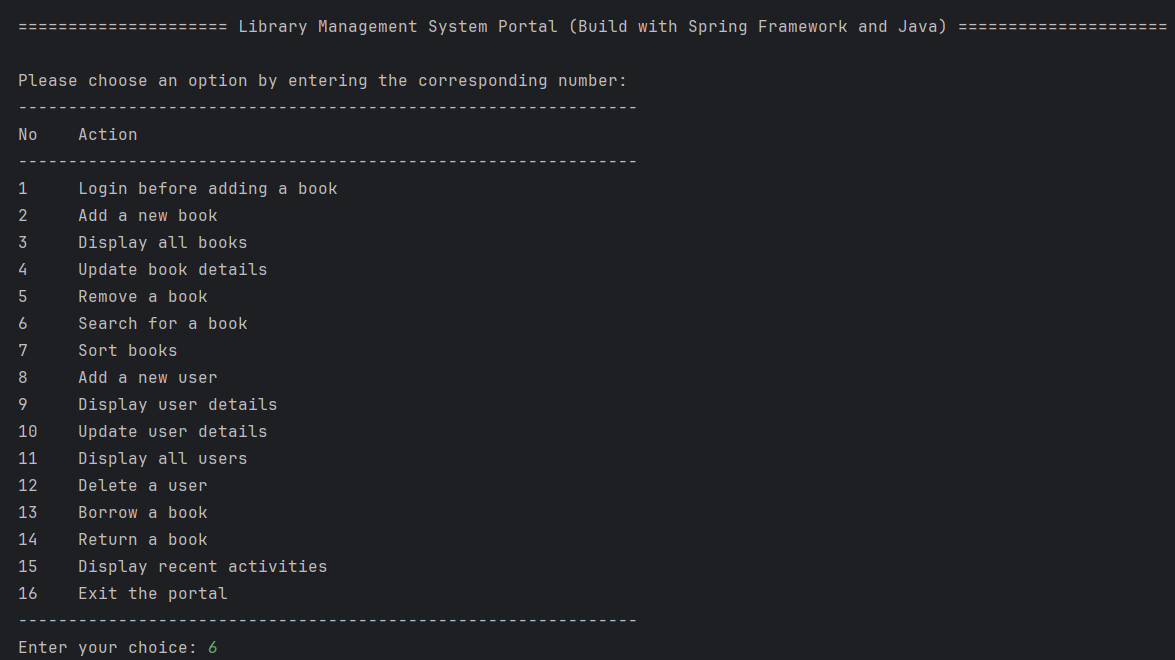 ===================== Library Management System Portal (Build with Spring Framework and Java) =====================
Please choose an option by entering the corresponding number:
--------------------------------------------------------------
No    Action
--------------------------------------------------------------
1     Login before adding a book
2     Add a new book
3     Display all books
4     Update book details
5     Remove a book
6     Search for a book
7     Sort books
8     Add a new user
9     Display user details
10    Update user details
11    Display all users
12    Delete a user
13    Borrow a book
14    Return a book
15    Display recent activities
16    Exit the portal
--------------------------------------------------------------
Enter your choice: 6